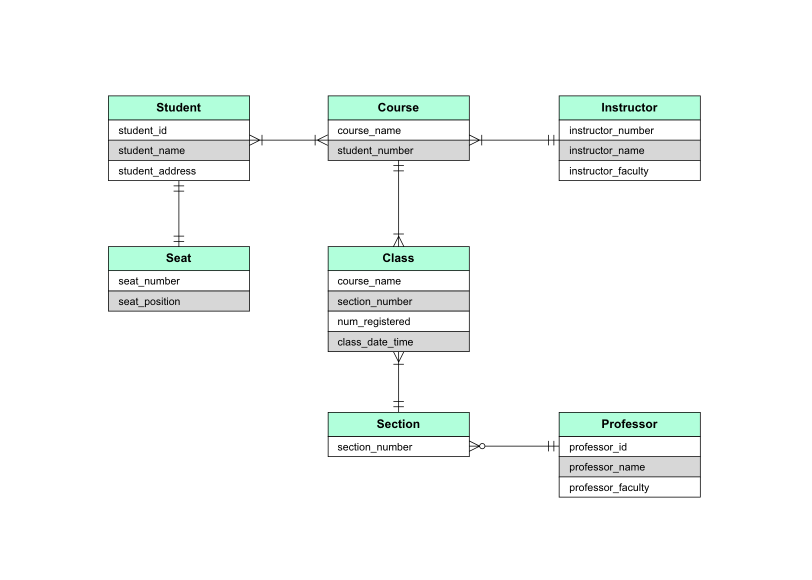 Student
student_id
student_name
student_address
Course
course_name
student_number
Instructor
instructor_number
instructor_name
instructor_faculty
Seat
seat_number
seat_position
Class
course_name
section_number
num_registered
class_date_time
Section
section_number
Professor
professor_id
professor_name
professor_faculty